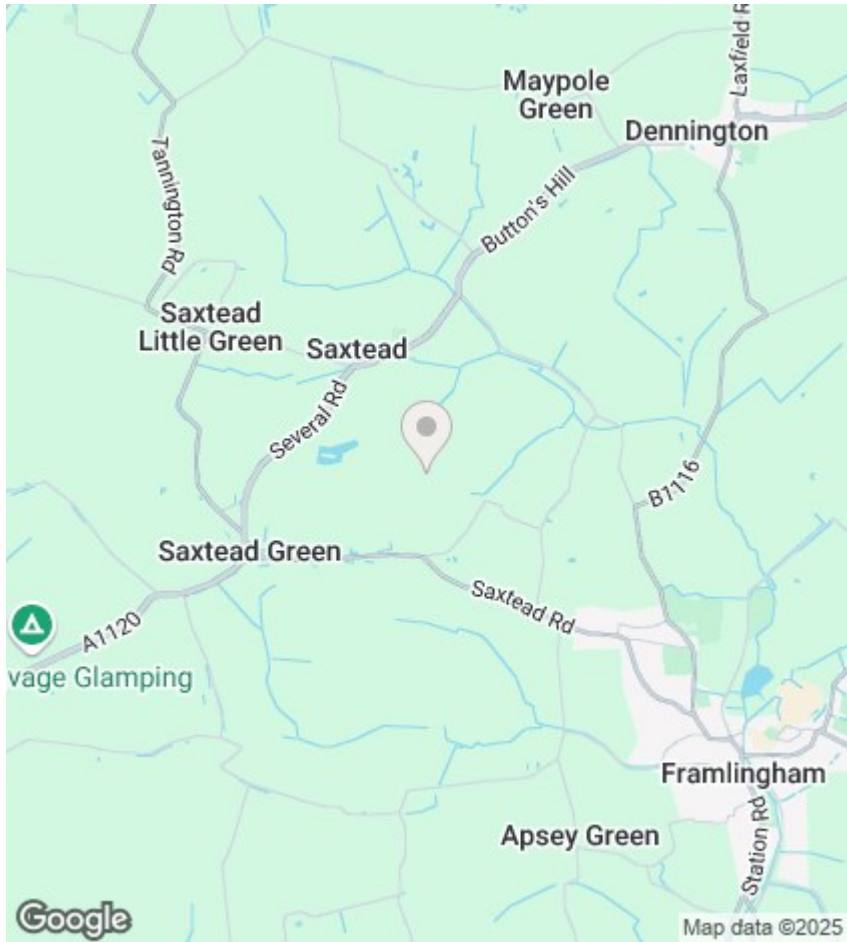 Laxfield R
Maypole
Green
Dennington
Tannington Rd
Button's Hill
Saxtead
Little Green
Saxtead
Several Rd
B1116
Saxtead Green
Saxtead Rd
A1120
vage Glamping
Framlingham
Apsey Green
Station Rd
Google
Map data ©2025